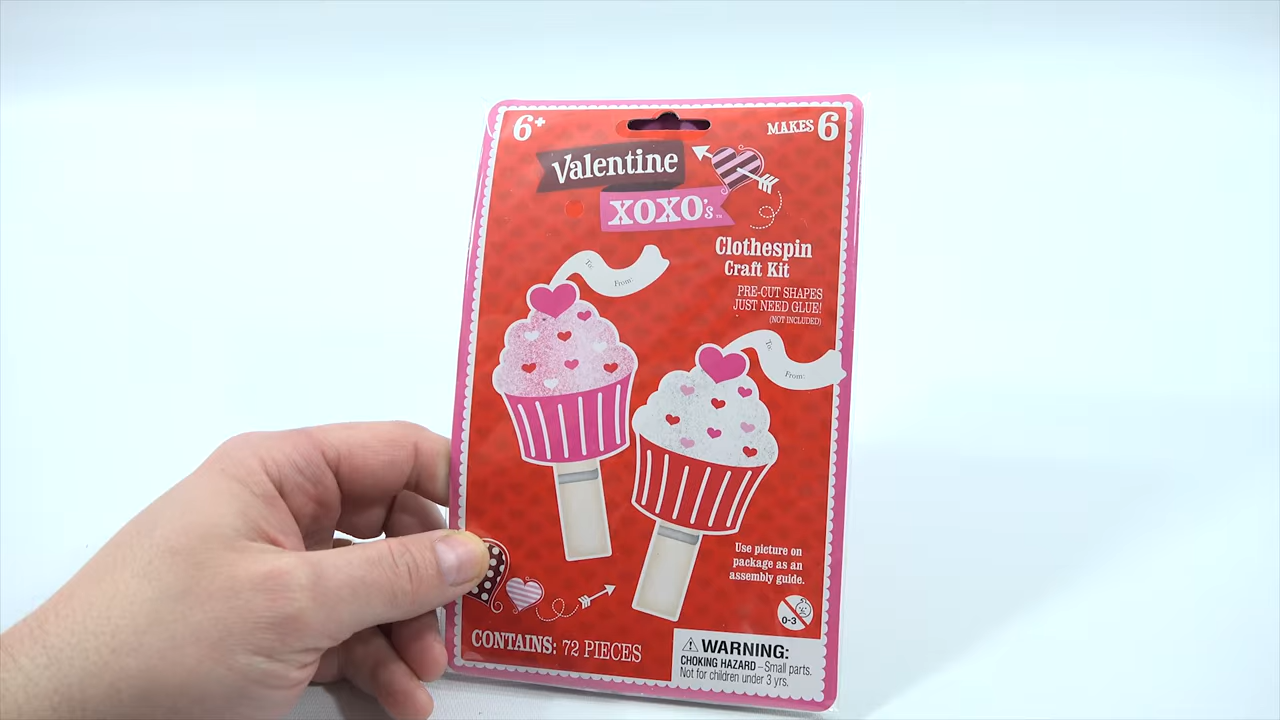 6+
MAKES 6
Valentine
XOXO's™
Clothespin
Craft Kit
PRE-CUT SHAPES
JUST NEED GLUE!
(NOT INCLUDED)
To:
From:
To:
From:
Use picture on
package as an
assembly guide.
0-3
CONTAINS: 72 PIECES
⚠ WARNING:
CHOKING HAZARD – Small parts.
Not for children under 3 yrs.